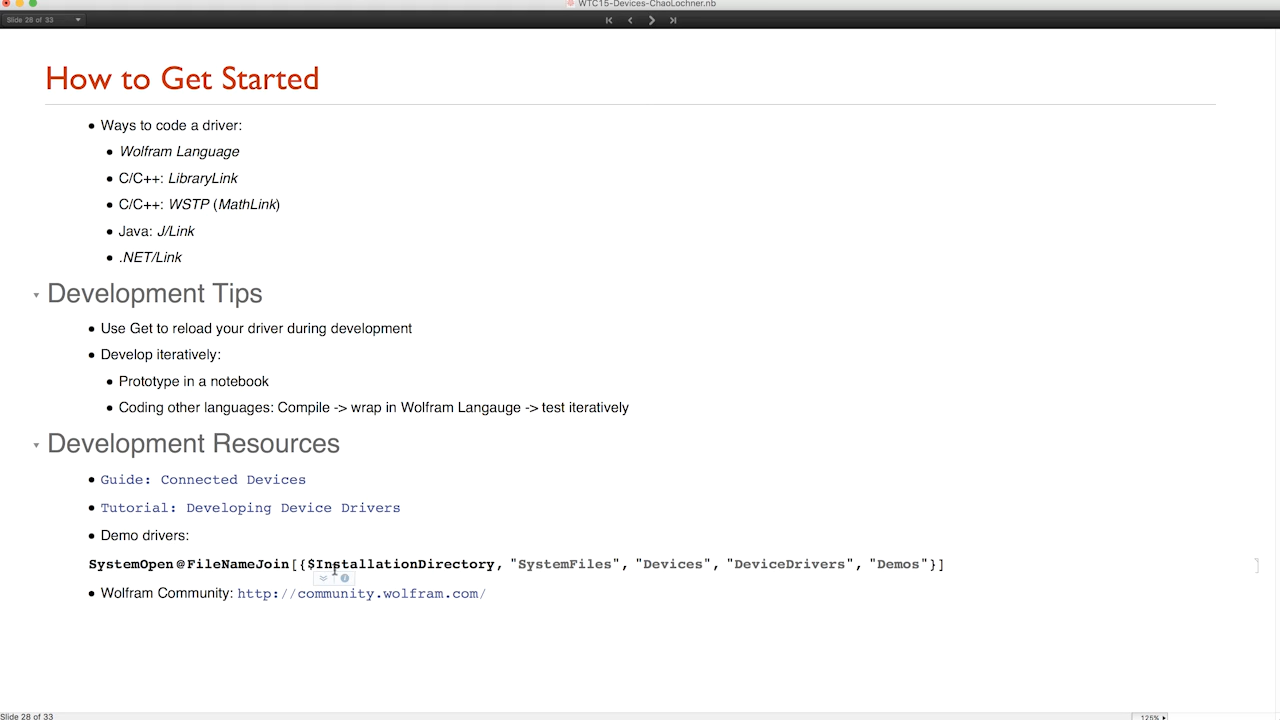 WTC15-Devices-ChaoLochner.nb
Slide 28 of 33
How to Get Started
• Ways to code a driver:
• Wolfram Language
• C/C++: LibraryLink
• C/C++: WSTP (MathLink)
• Java: J/Link
• .NET/Link
Development Tips
• Use Get to reload your driver during development
• Develop iteratively:
• Prototype in a notebook
• Coding other languages: Compile -> wrap in Wolfram Langauge -> test iteratively
Development Resources
• Guide: Connected Devices
• Tutorial: Developing Device Drivers
• Demo drivers:
SystemOpen@FileNameJoin[{$InstallationDirectory, "SystemFiles", "Devices", "DeviceDrivers", "Demos"}]
• Wolfram Community: http://community.wolfram.com/
Slide 28 of 33
125%